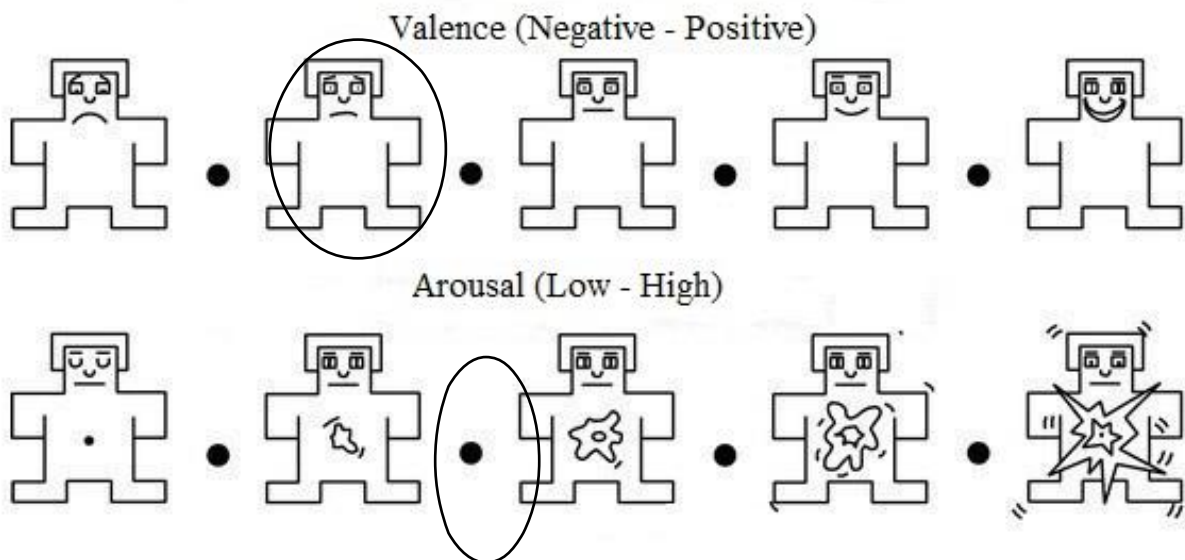 Valence (Negative - Positive)
Arousal (Low - High)